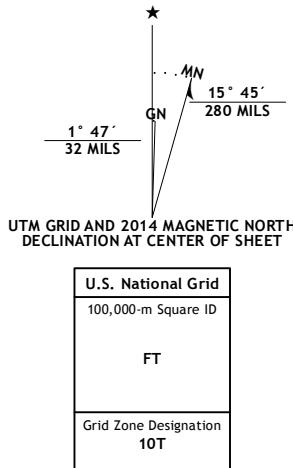 ★
MN
GN
15° 45´
280 MILS
1° 47´
32 MILS
UTM GRID AND 2014 MAGNETIC NORTH
DECLINATION AT CENTER OF SHEET
U.S. National Grid
100,000-m Square ID
FT
Grid Zone Designation
10T